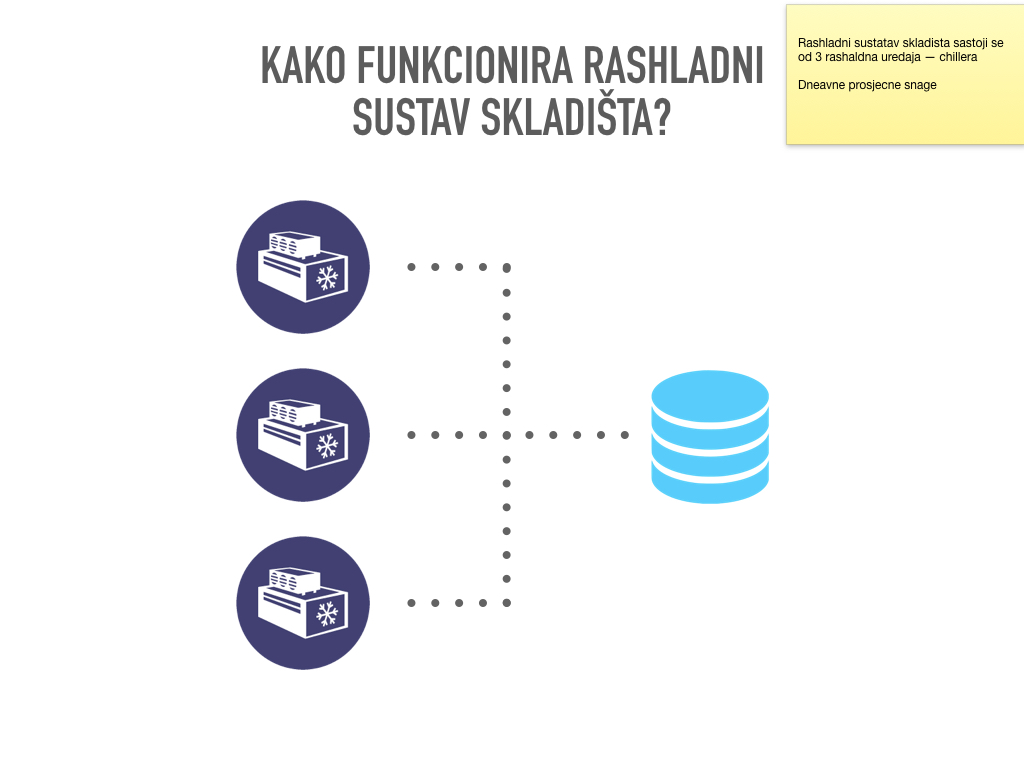 KAKO FUNKCIONIRA RASHLADNI
SUSTAV SKLADIŠTA?
Rashladni sustatav skladista sastoji se
od 3 rashaldna uredaja — chillera
Dneavne prosjecne snage